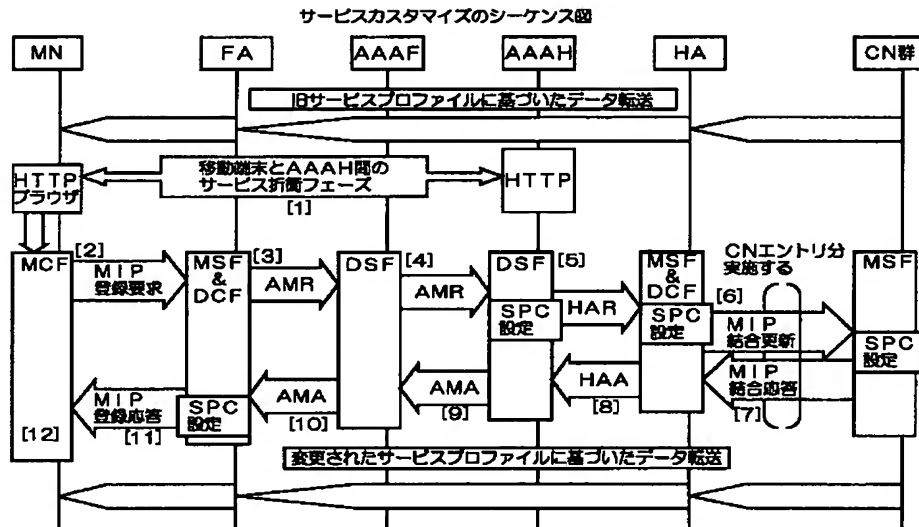 サービスカスタマイズのシーケンス図
MN
FA
AAAF
AAAH
HA
CN群
旧サービスプロファイルに基づいたデータ転送
HTTP
ブラウザ
移動端末とAAAH間の
サービス折衝フェーズ
[1]
HTTP
MCF
[2]
MIP
登録要求
MSF
&
DCF
[3]
AMR
DSF
[4]
AMR
DSF
[5]
SPC
設定
HAR
MSF
&
DCF
SPC
設定
CNエントリ分
実施する
[6]
MIP
結合更新
MSF
SPC
設定
MIP
結合応答
[7]
HAA
[8]
AMA
[9]
AMA
[10]
SPC
設定
MIP
登録応答
[11]
[12]
変更されたサービスプロファイルに基づいたデータ転送